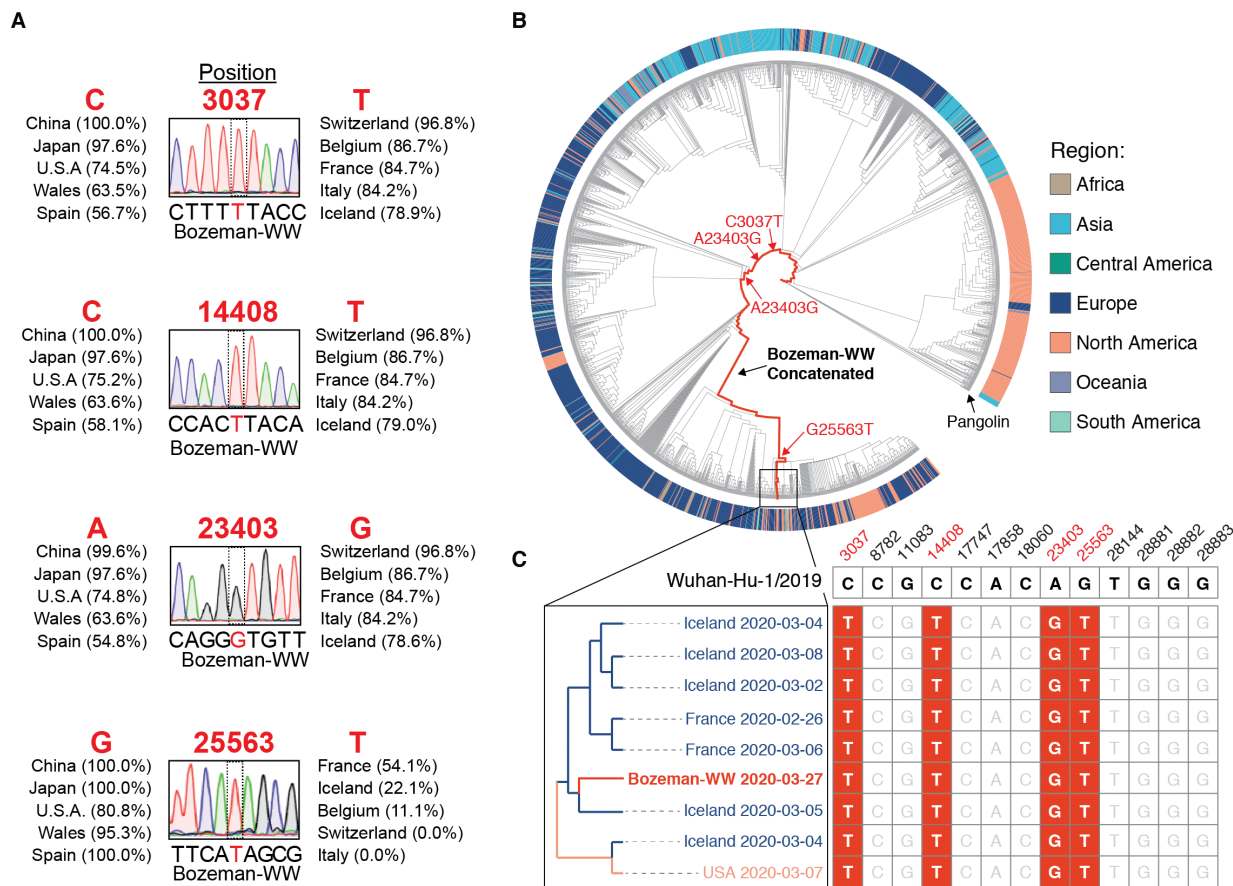 A
Position
C
3037
T
China (100.0%)
Japan (97.6%)
U.S.A (74.5%)
Wales (63.5%)
Spain (56.7%)
CTTTTTACC
Bozeman-WW
Switzerland (96.8%)
Belgium (86.7%)
France (84.7%)
Italy (84.2%)
Iceland (78.9%)
C
14408
T
China (100.0%)
Japan (97.6%)
U.S.A (75.2%)
Wales (63.6%)
Spain (58.1%)
CCACTTACA
Bozeman-WW
Switzerland (96.8%)
Belgium (86.7%)
France (84.7%)
Italy (84.2%)
Iceland (79.0%)
A
23403
G
China (99.6%)
Japan (97.6%)
U.S.A (74.8%)
Wales (63.6%)
Spain (54.8%)
CAGGGTGTT
Bozeman-WW
Switzerland (96.8%)
Belgium (86.7%)
France (84.7%)
Italy (84.2%)
Iceland (78.6%)
G
25563
T
China (100.0%)
Japan (100.0%)
U.S.A. (80.8%)
Wales (95.3%)
Spain (100.0%)
TTCATAGCG
Bozeman-WW
France (54.1%)
Iceland (22.1%)
Belgium (11.1%)
Switzerland (0.0%)
Italy (0.0%)
B
C3037T
A23403G
A23403G
Bozeman-WW
Concatenated
G25563T
Pangolin
Region:
Africa
Asia
Central America
Europe
North America
Oceania
South America
C
3037 8782 11083 14408 17747 17858 18060 23403 25563 28144 28881 28882 28883
Wuhan-Hu-1/2019 C C G C C A C A G T G G G
Iceland 2020-03-04 T C G T C A C G T T G G G
Iceland 2020-03-08 T C G T C A C G T T G G G
Iceland 2020-03-02 T C G T C A C G T T G G G
France 2020-02-26 T C G T C A C G T T G G G
France 2020-03-06 T C G T C A C G T T G G G
Bozeman-WW 2020-03-27 T C G T C A C G T T G G G
Iceland 2020-03-05 T C G T C A C G T T G G G
Iceland 2020-03-04 T C G T C A C G T T G G G
USA 2020-03-07 T C G T C A C G T T G G G